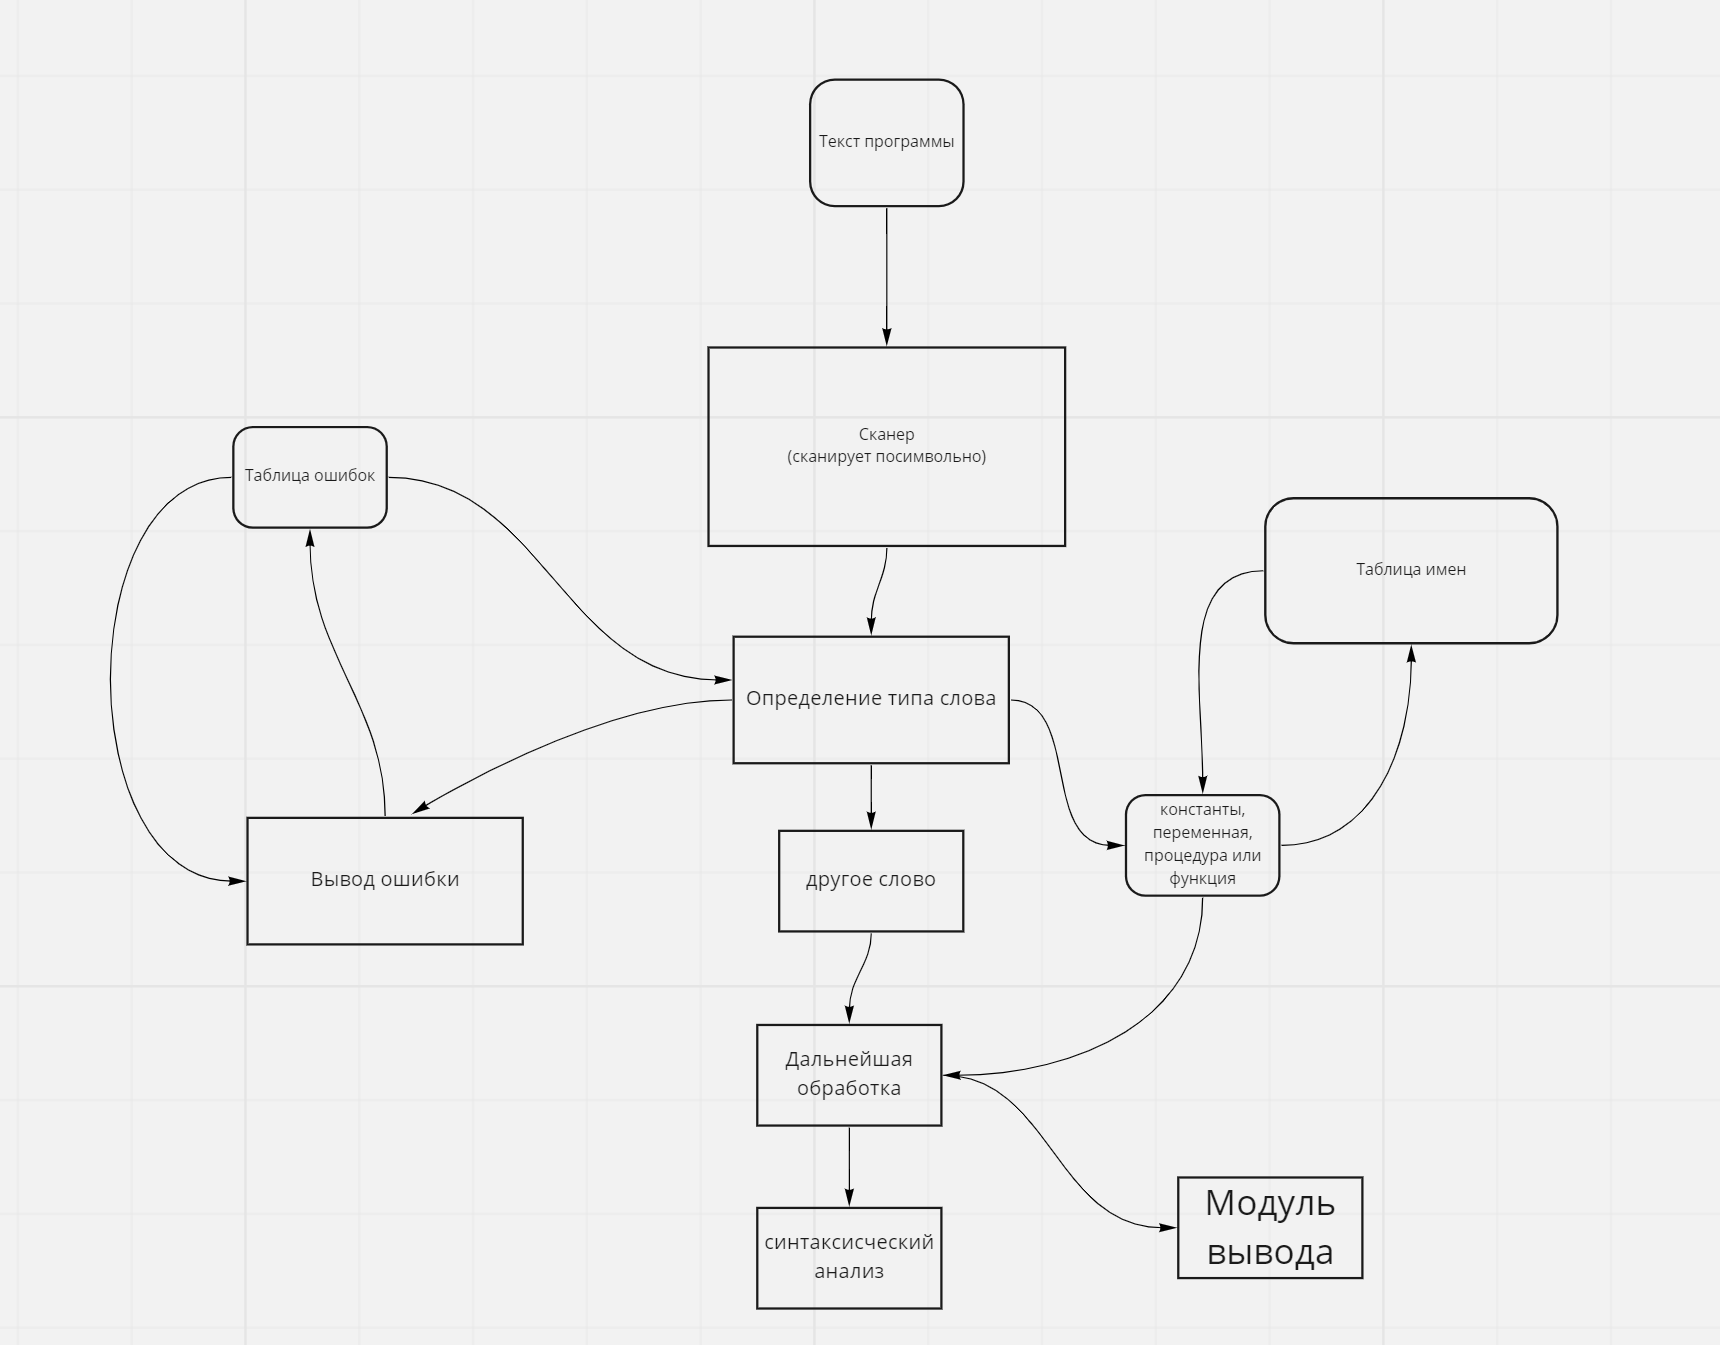 Текст программы
Сканер
(сканирует посимвольно)
Таблица ошибок
Таблица имен
Определение типа слова
константы,
переменная,
процедура или
функция
Вывод ошибки
другое слово
Дальнейшая
обработка
Модуль
вывода
синтаксисческий
анализ